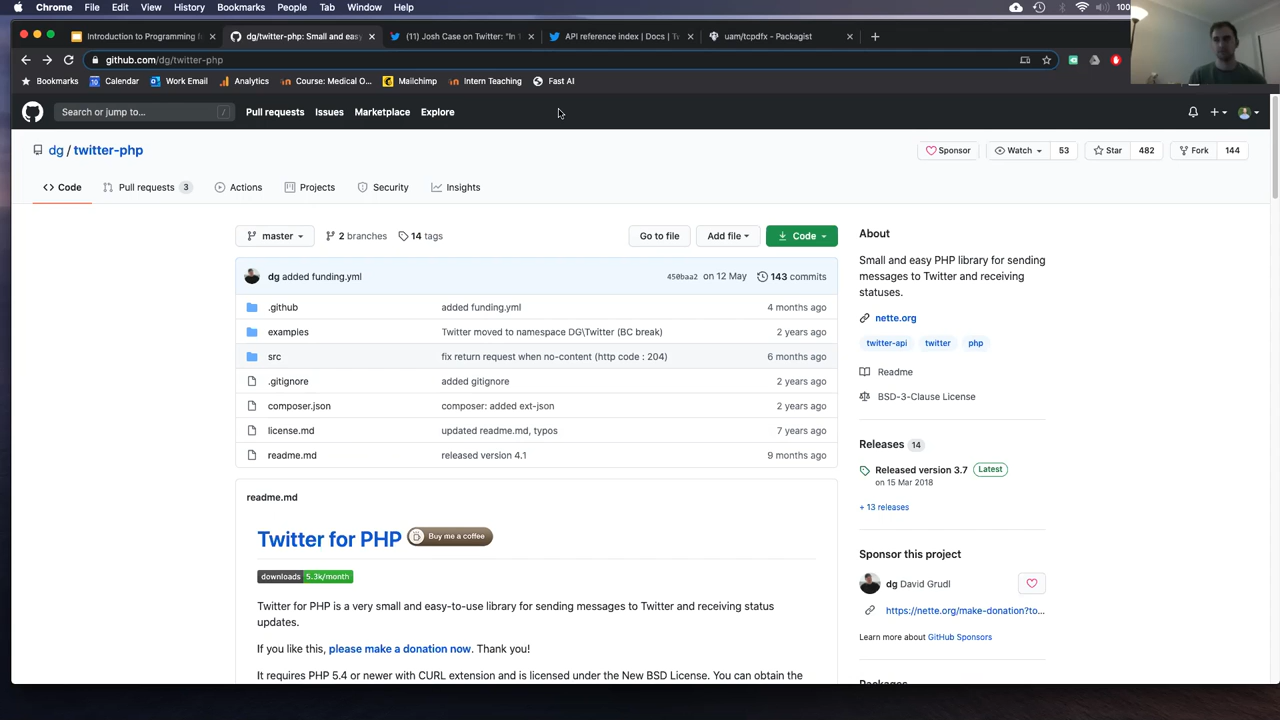 Chrome File Edit View History Bookmarks People Tab Window Help 100
Introduction to Programming for
dg/twitter-php: Small and easy
(11) Josh Case on Twitter: "In 1
API reference index | Docs | Tw
uam/tcpdfx - Packagist
github.com/dg/twitter-php
Bookmarks Calendar Work Email Analytics Course: Medical O... Mailchimp Intern Teaching Fast AI
Search or jump to... / Pull requests Issues Marketplace Explore
dg / twitter-php Sponsor Watch 53 Star 482 Fork 144
Code Pull requests 3 Actions Projects Security Insights
master 2 branches 14 tags Go to file Add file Code
dg added funding.yml 450baa2 on 12 May 143 commits
.github added funding.yml 4 months ago
examples Twitter moved to namespace DG\Twitter (BC break) 2 years ago
src fix return request when no-content (http code : 204) 6 months ago
.gitignore added gitignore 2 years ago
composer.json composer: added ext-json 2 years ago
license.md updated readme.md, typos 7 years ago
readme.md released version 4.1 9 months ago
readme.md
Twitter for PHP Buy me a coffee
downloads 5.3k/month
Twitter for PHP is a very small and easy-to-use library for sending messages to Twitter and receiving status
updates.
If you like this, please make a donation now. Thank you!
It requires PHP 5.4 or newer with CURL extension and is licensed under the New BSD License. You can obtain the
About
Small and easy PHP library for sending
messages to Twitter and receiving
statuses.
nette.org
twitter-api twitter php
Readme
BSD-3-Clause License
Releases 14
Released version 3.7 Latest
on 15 Mar 2018
+ 13 releases
Sponsor this project
dg David Grudl
https://nette.org/make-donation?to...
Learn more about GitHub Sponsors
Packages